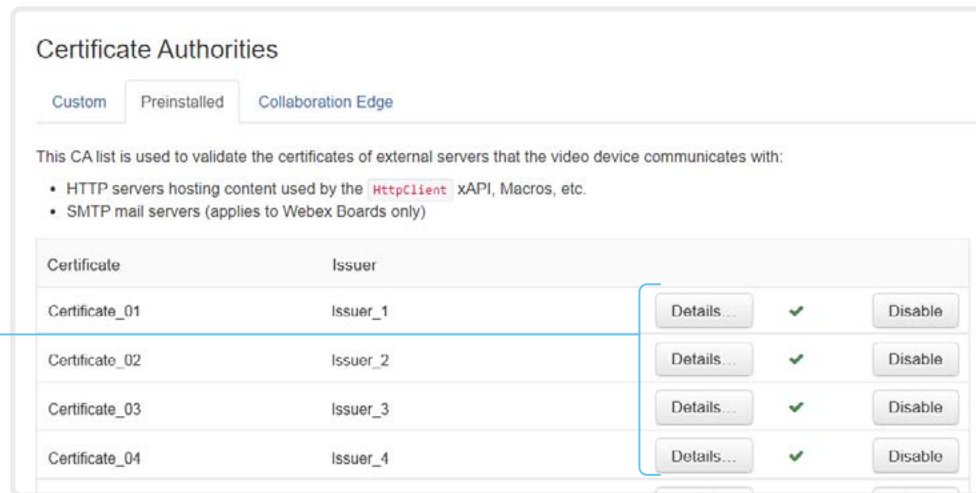 Certificate Authorities
Custom Preinstalled Collaboration Edge
This CA list is used to validate the certificates of external servers that the video device communicates with:
• HTTP servers hosting content used by the HttpClient xAPI, Macros, etc.
• SMTP mail servers (applies to Webex Boards only)
Certificate Issuer
Certificate_01 Issuer_1 Details... ✔ Disable
Certificate_02 Issuer_2 Details... ✔ Disable
Certificate_03 Issuer_3 Details... ✔ Disable
Certificate_04 Issuer_4 Details... ✔ Disable